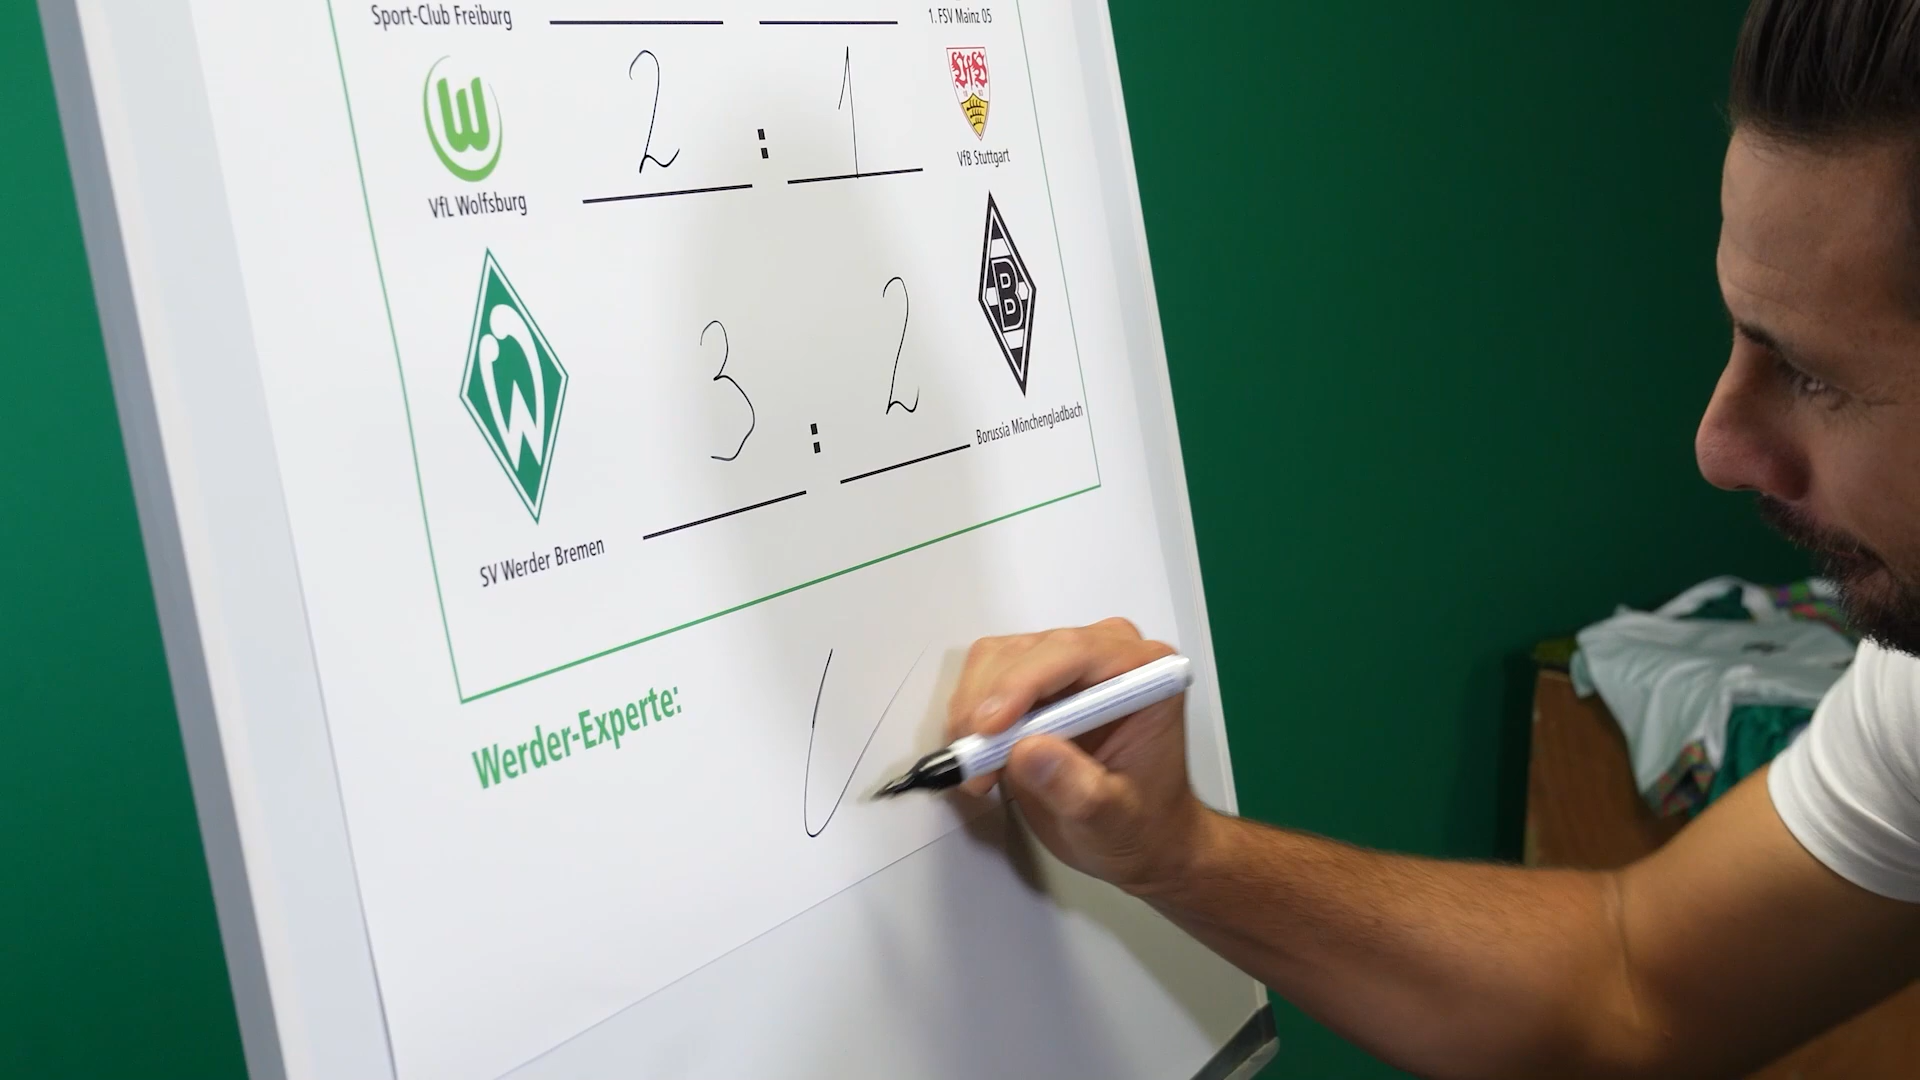 Sport-Club Freiburg 1. FSV Mainz 05
2 : 1
VfL Wolfsburg VfB Stuttgart
3 : 2
SV Werder Bremen Borussia Mönchengladbach
Werder-Experte: